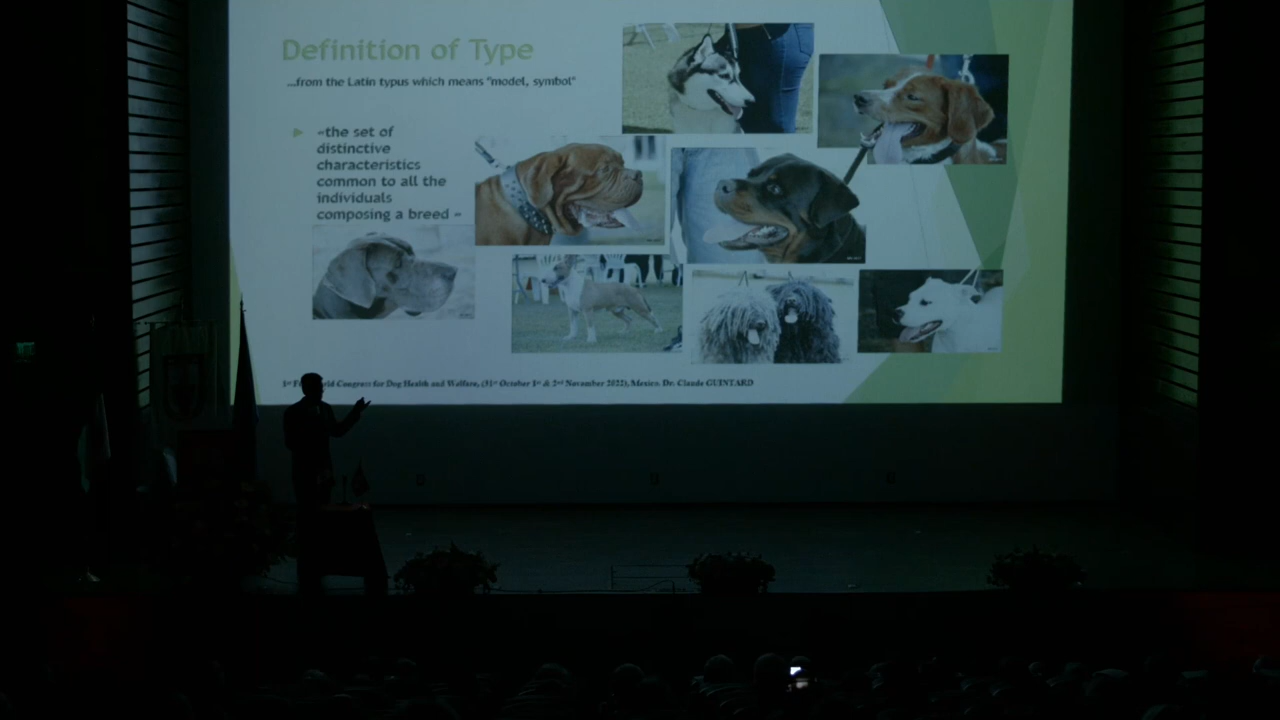 Definition of Type
...from the Latin typus which means "model, symbol"
«the set of
distinctive
characteristics
common to all the
individuals
composing a breed »
1st Congress for Dog Health and Welfare, (31st October 1st & 2nd November 2022), Mexico. Dr. Claude GUINTARD